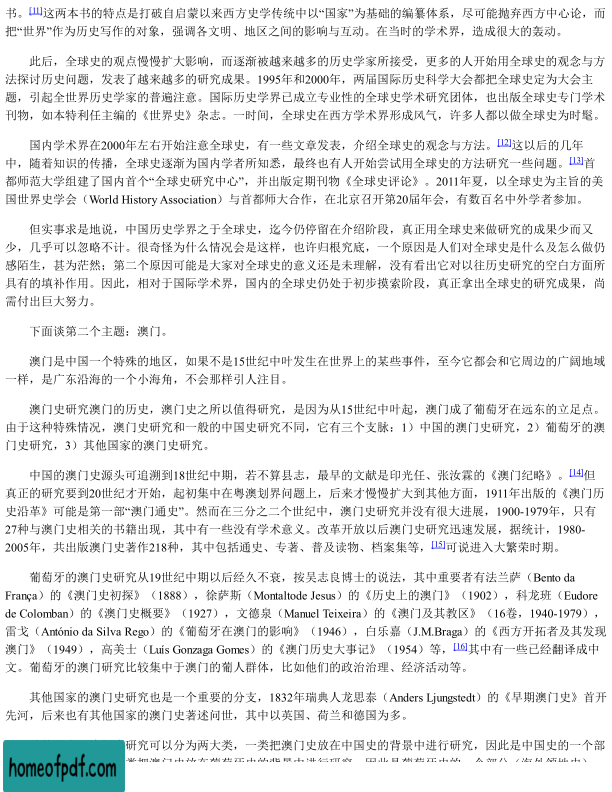 书。[11]这两本书的特点是打破自启蒙以来西方史学传统中以“国家”为基础的编纂体系，尽可能抛弃西方中心论，而
把“世界”作为历史写作的对象，强调各文明、地区之间的影响与互动。在当时的学术界，造成很大的轰动。
此后，全球史的观点慢慢扩大影响，而逐渐被越来越多的历史学家所接受，更多的人开始用全球史的观念与方
法探讨历史问题，发表了越来越多的研究成果。1995年和2000年，两届国际历史科学大会都把全球史定为大会主
题，引起全世界历史学家的普遍注意。国际历史学界已成立专业性的全球史学术研究团体，也出版全球史专门学术
刊物，如本特利任主编的《世界史》杂志。一时间，全球史在西方学术界形成风气，许多人都以做全球史为时髦。
国内学术界在2000年左右开始注意全球史，有一些文章发表，介绍全球史的观念与方法。[12]这以后的几年
中，随着知识的传播，全球史逐渐为国内学者所知悉，最终也有人开始尝试用全球史的方法研究一些问题。[13]首
都师范大学组建了国内首个“全球史研究中心”，并出版定期刊物《全球史评论》。2011年夏，以全球史为主旨的美
国世界史学会（World History Association）与首都师大合作，在北京召开第20届年会，有数百名中外学者参加。
但实事求是地说，中国历史学界之于全球史，迄今仍停留在介绍阶段，真正用全球史来做研究的成果少而又
少，几乎可以忽略不计。很奇怪为什么情况会是这样，也许归根究底，一个原因是人们对全球史是什么及怎么做仍
感陌生，甚为茫然；第二个原因可能是大家对全球史的意义还是未理解，没有看出它对以往历史研究的空白方面所
具有的填补作用。因此，相对于国际学术界，国内的全球史仍处于初步摸索阶段，真正拿出全球史的研究成果，尚
需付出巨大努力。
下面谈第二个主题：澳门。
澳门是中国一个特殊的地区，如果不是15世纪中叶发生在世界上的某些事件，至今它都会和它周边的广阔地域
一样，是广东沿海的一个小海角，不会那样引人注目。
澳门史研究澳门的历史，澳门史之所以值得研究，是因为从15世纪中叶起，澳门成了葡萄牙在远东的立足点。
由于这种特殊情况，澳门史研究和一般的中国史研究不同，它有三个支脉：1）中国的澳门史研究，2）葡萄牙的澳
门史研究，3）其他国家的澳门史研究。
中国的澳门史源头可追溯到18世纪中期，若不算县志，最早的文献是印光任、张汝霖的《澳门纪略》。[14]但
真正的研究要到20世纪才开始，起初集中在粤澳划界问题上，后来才慢慢扩大到其他方面，1911年出版的《澳门历
史沿革》可能是第一部“澳门通史”。然而在三分之二个世纪中，澳门史研究并没有很大进展，1900-1979年，只有
27种与澳门史相关的书籍出现，其中有一些没有学术意义。改革开放以后澳门史研究迅速发展，据统计，1980-
2005年，共出版澳门史著作218种，其中包括通史、专著、普及读物、档案集等，[15]可说进入大繁荣时期。
葡萄牙的澳门史研究从19世纪中期以后经久不衰，按吴志良博士的说法，其中重要者有法兰萨（Bento da
França）的《澳门史初探》（1888），徐萨斯（Montaltode Jesus）的《历史上的澳门》（1902），科龙班（Eudore
de Colomban）的《澳门史概要》（1927），文德泉（Manuel Teixeira）的《澳门及其教区》（16卷，1940-1979），
雷戈（António da Silva Rego）的《葡萄牙在澳门的影响》（1946），白乐嘉（J.M.Braga）的《西方开拓者及其发现
澳门》（1949），高美士（Luís Gonzaga Gomes）的《澳门历史大事记》（1954）等，[16]其中有一些已经翻译成中
文。葡萄牙的澳门史研究比较集中于澳门的葡人群体，比如他们的政治治理、经济活动等。
其他国家的澳门史研究也是一个重要的分支，1832年瑞典人龙思泰（Anders Ljungstedt）的《早期澳门史》首开
先河，后来也有其他国家的澳门史著述问世，其中以英国、荷兰和德国为多。
研究可以分为两大类，一类把澳门史放在中国史的背景中进行研究，因此是中国史的一个部
homeofpdf.com